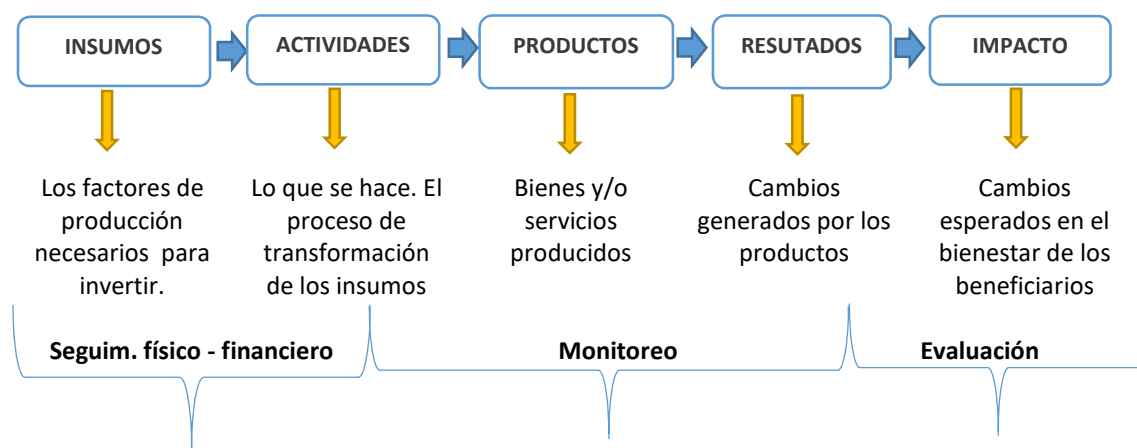 INSUMOS
ACTIVIDADES
PRODUCTOS
RESUTADOS
IMPACTO
Los factores de
producción
necesarios para
invertir.
Lo que se hace. El
proceso de
transformación
de los insumos
Bienes y/o
servicios
producidos
Cambios
generados por los
productos
Cambios
esperados en el
bienestar de los
beneficiarios
Seguim. físico - financiero
Monitoreo
Evaluación